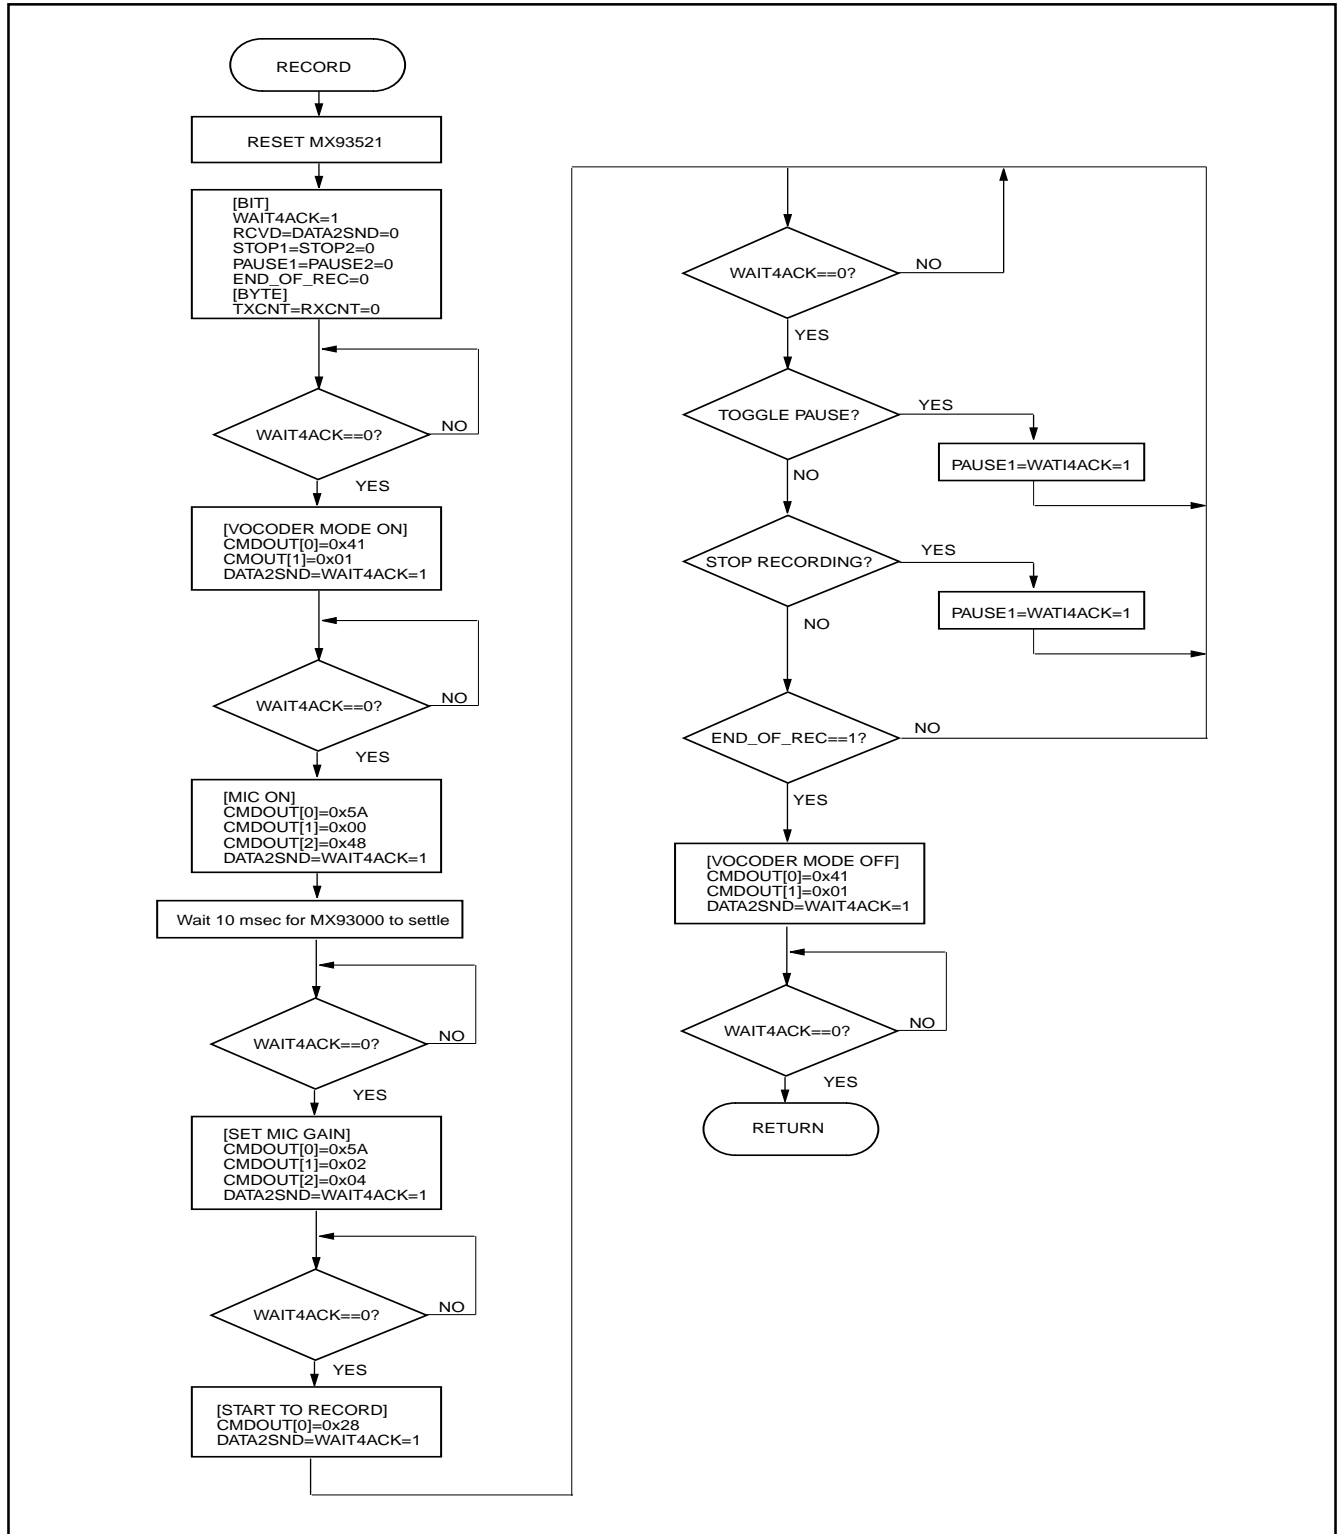 RECORD
RESET MX93521
[BIT]
WAIT4ACK=1
RCVD=DATA2SND=0
STOP1=STOP2=0
PAUSE1=PAUSE2=0
END_OF_REC=0
[BYTE]
TXCNT=RXCNT=0
WAIT4ACK==0?
NO
YES
[VOCODER MODE ON]
CMDOUT[0]=0x41
CMOUT[1]=0x01
DATA2SND=WAIT4ACK=1
WAIT4ACK==0?
NO
YES
[MIC ON]
CMDOUT[0]=0x5A
CMDOUT[1]=0x00
CMDOUT[2]=0x48
DATA2SND=WAIT4ACK=1
Wait 10 msec for MX93000 to settle
WAIT4ACK==0?
NO
YES
[SET MIC GAIN]
CMDOUT[0]=0x5A
CMDOUT[1]=0x02
CMDOUT[2]=0x04
DATA2SND=WAIT4ACK=1
WAIT4ACK==0?
NO
YES
[START TO RECORD]
CMDOUT[0]=0x28
DATA2SND=WAIT4ACK=1
WAIT4ACK==0?
NO
YES
TOGGLE PAUSE?
YES
PAUSE1=WATI4ACK=1
NO
STOP RECORDING?
YES
PAUSE1=WATI4ACK=1
NO
END_OF_REC==1?
NO
YES
[VOCODER MODE OFF]
CMDOUT[0]=0x41
CMDOUT[1]=0x01
DATA2SND=WAIT4ACK=1
WAIT4ACK==0?
NO
YES
RETURN